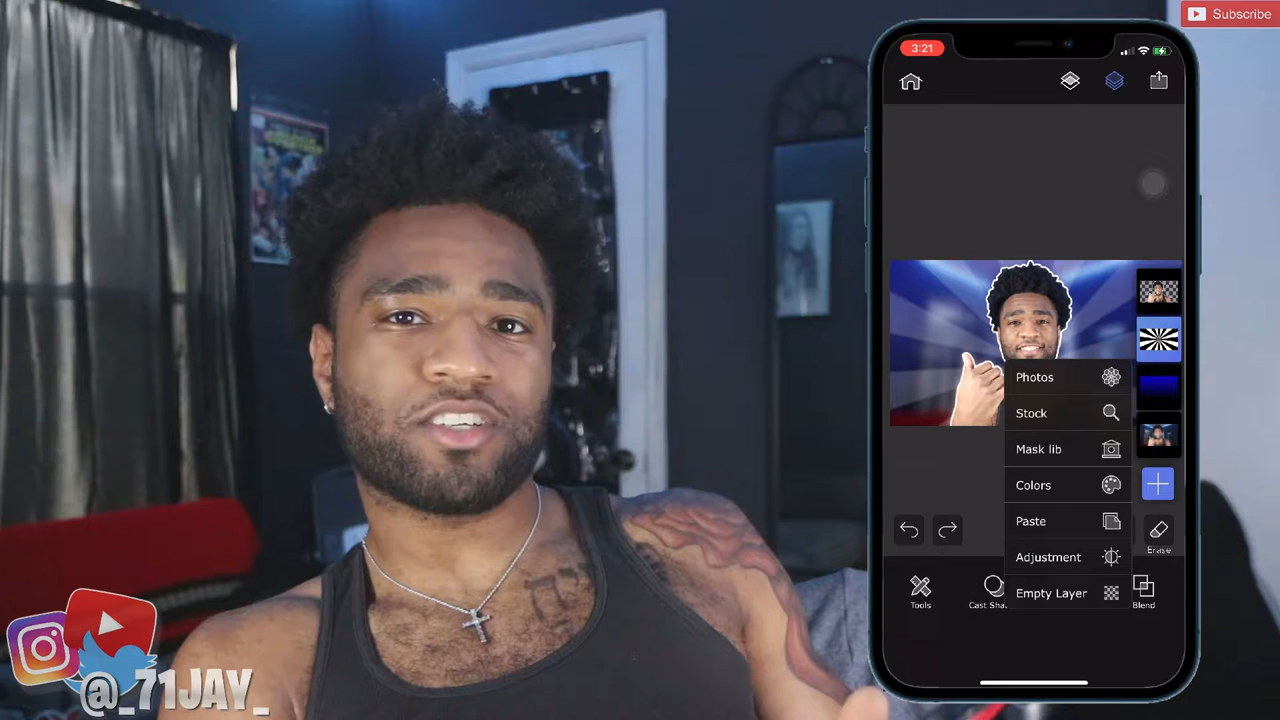 Subscribe
3:21
Photos
Stock
Mask lib
Colors
Paste
Adjustment
Empty Layer
Erase
Tools
Cast Sha
Blend
@_71JAY_